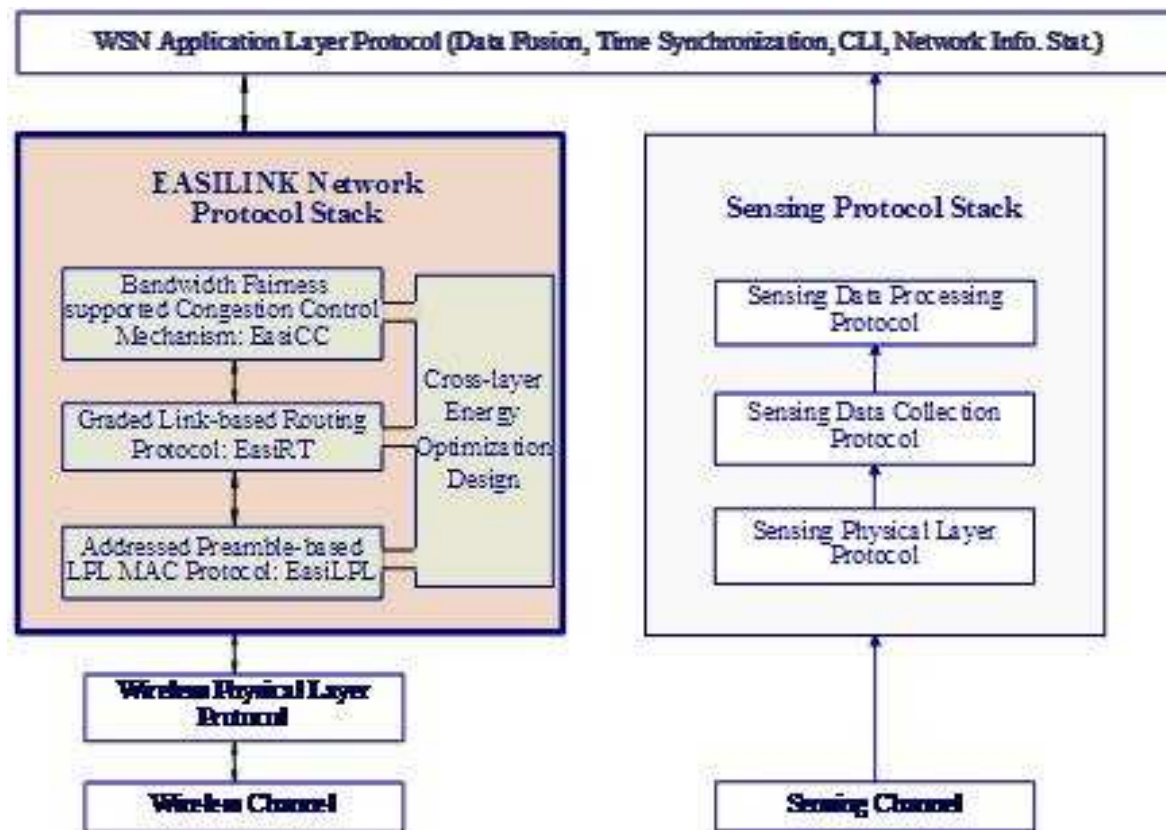 WSN Application Layer Protocol (Data Fusion, Time Synchronization, CLI, Network Info. Stat.)
EASILINK Network
Protocol Stack
Bandwidth Fairness
supported Congestion Control
Mechanism: EasiCC
Graded Link-based Routing
Protocol: EasiRT
Addressed Preamble-based
LPL MAC Protocol: EasiLPL
Cross-layer
Energy
Optimization
Design
Wireless Physical Layer
Protocol
Wireless Channel
Sensing Protocol Stack
Sensing Data Processing
Protocol
Sensing Data Collection
Protocol
Sensing Physical Layer
Protocol
Sensing Channel